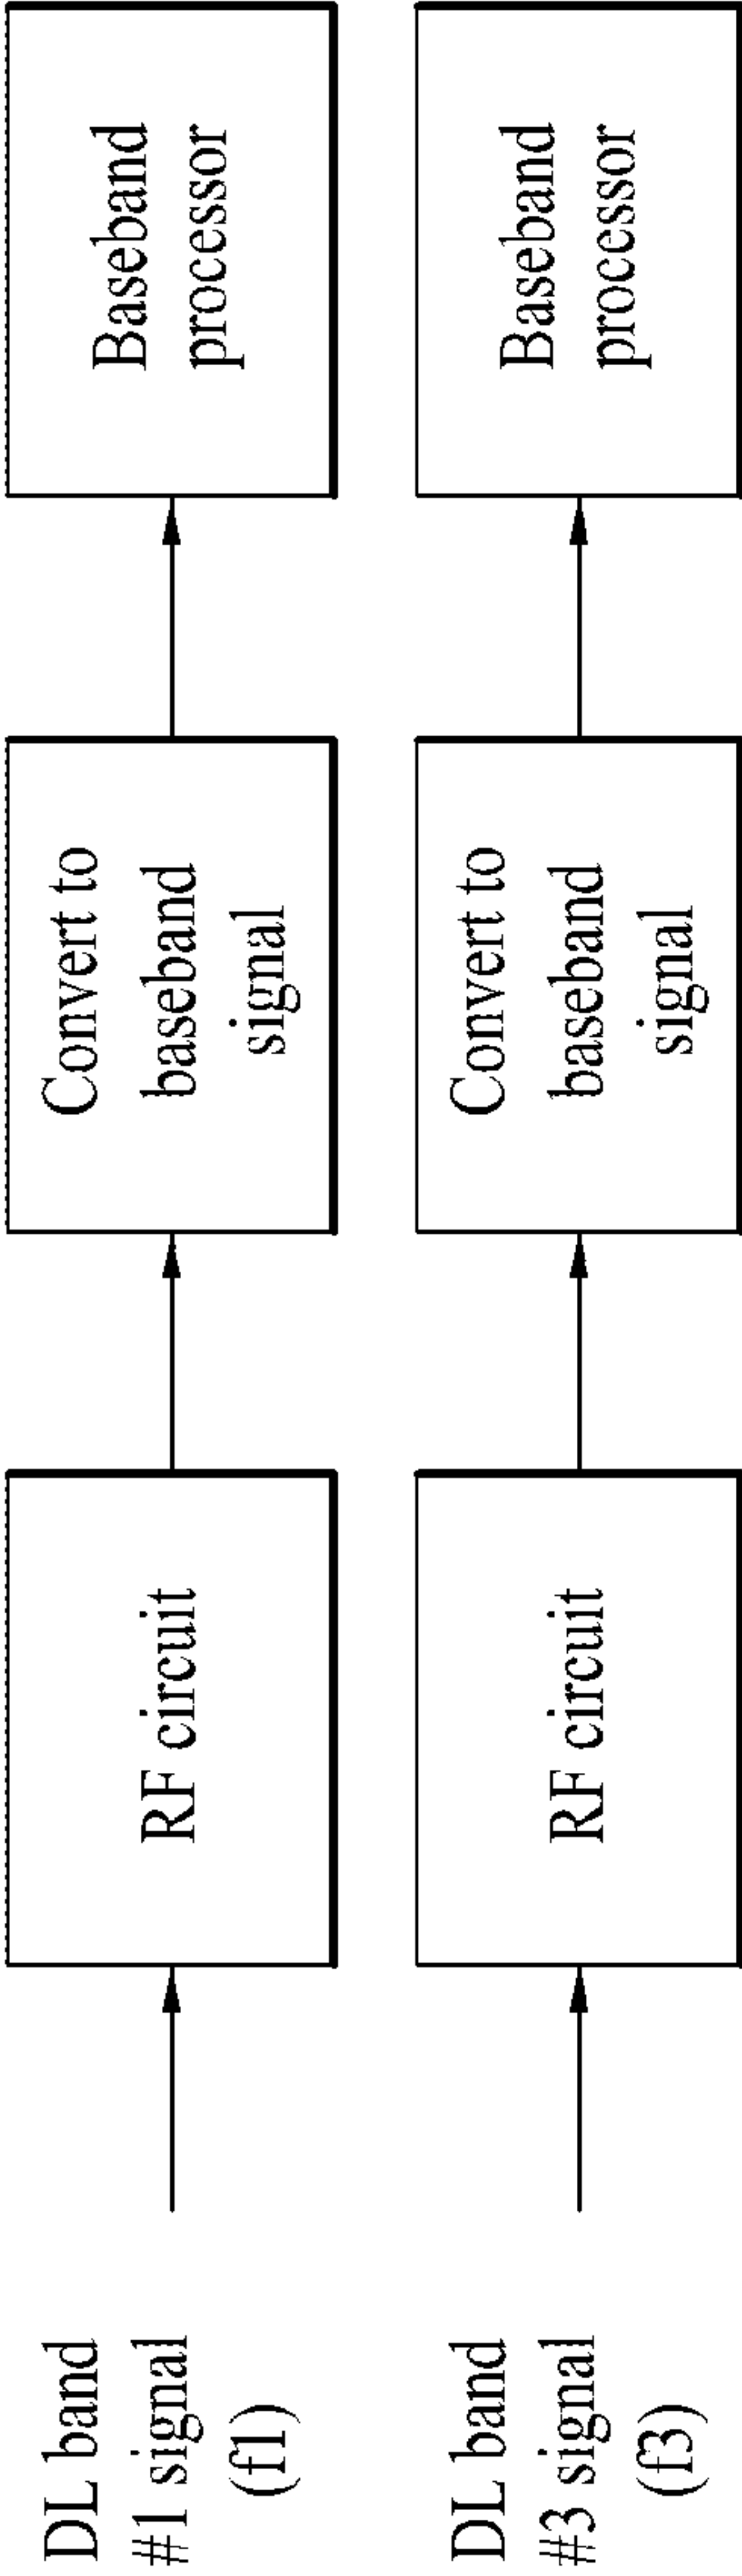 DL band
#1 signal
(f1)
RF circuit
Convert to
baseband
signal
Baseband
processor
DL band
#3 signal
(f3)
RF circuit
Convert to
baseband
signal
Baseband
processor